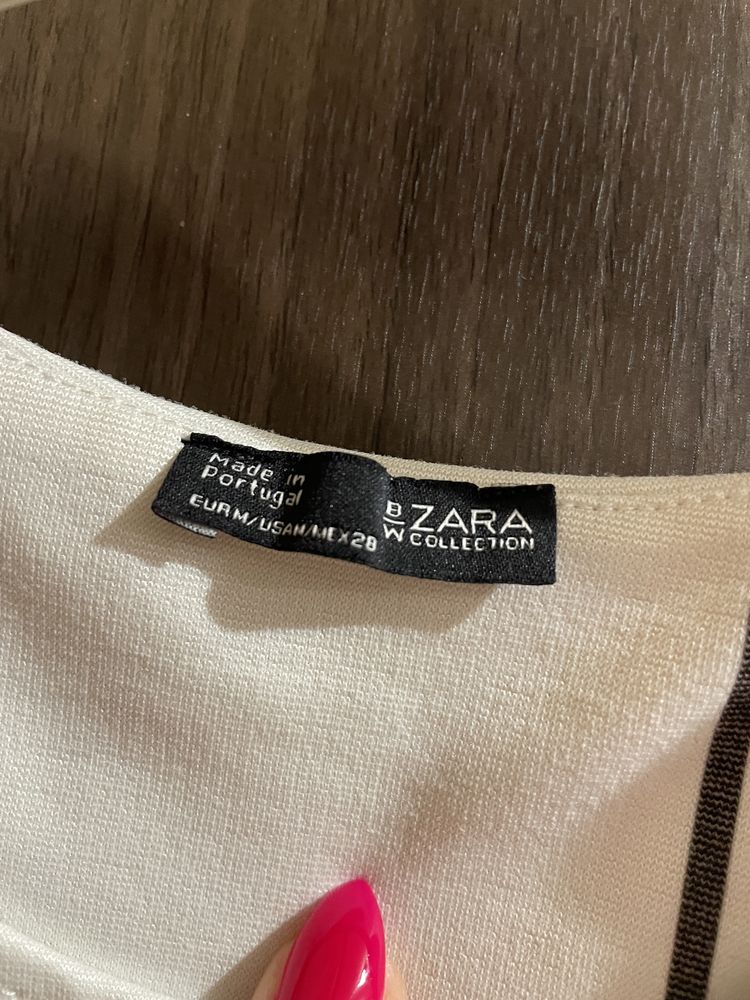 Made in
Portugal
EUR M/USA M/MEX 28
B/W ZARA
COLLECTION